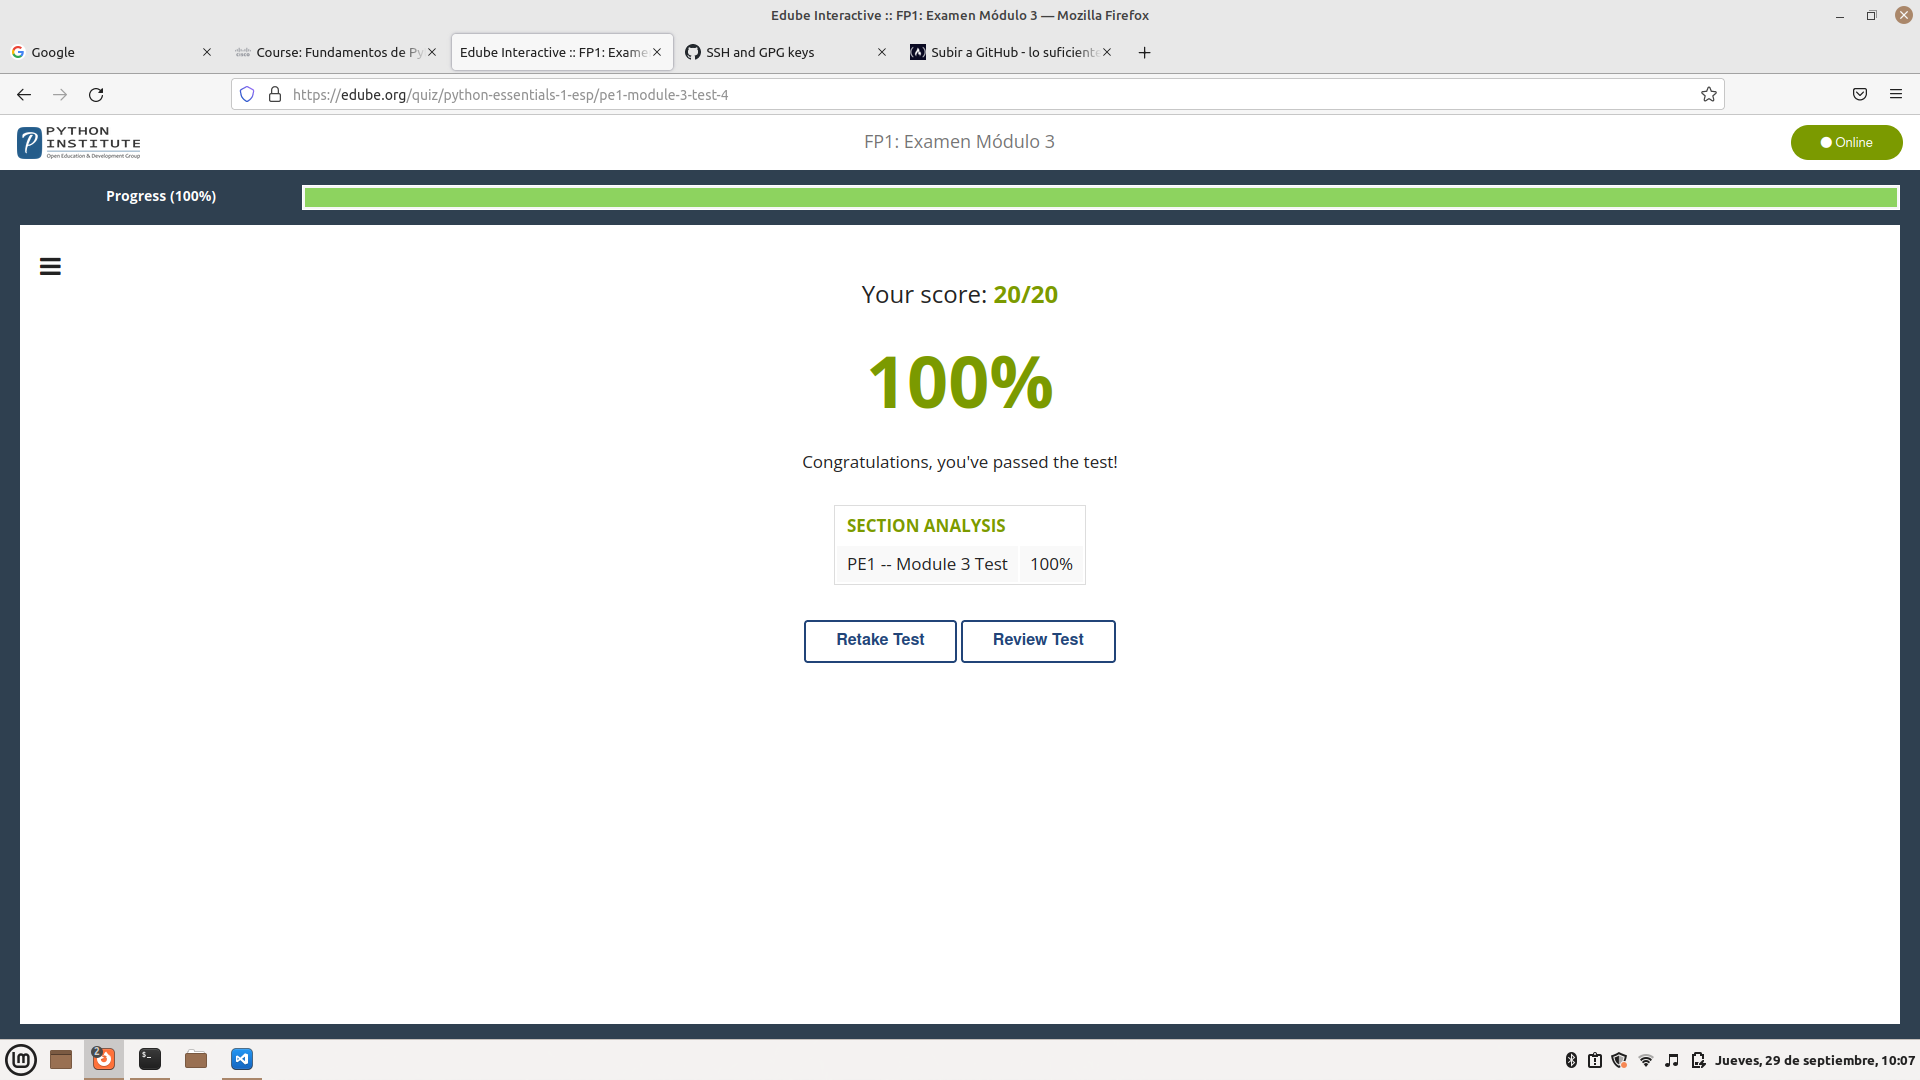 Edube Interactive :: FP1: Examen Módulo 3 — Mozilla Firefox
Google
Course: Fundamentos de Py
Edube Interactive :: FP1: Exame
SSH and GPG keys
Subir a GitHub - lo suficiente
https://edube.org/quiz/python-essentials-1-esp/pe1-module-3-test-4
PYTHON
INSTITUTE
Open Education & Development Group
FP1: Examen Módulo 3
Online
Progress (100%)
Your score: 20/20
100%
Congratulations, you've passed the test!
SECTION ANALYSIS
PE1 -- Module 3 Test 100%
Retake Test
Review Test
2
Jueves, 29 de septiembre, 10:07